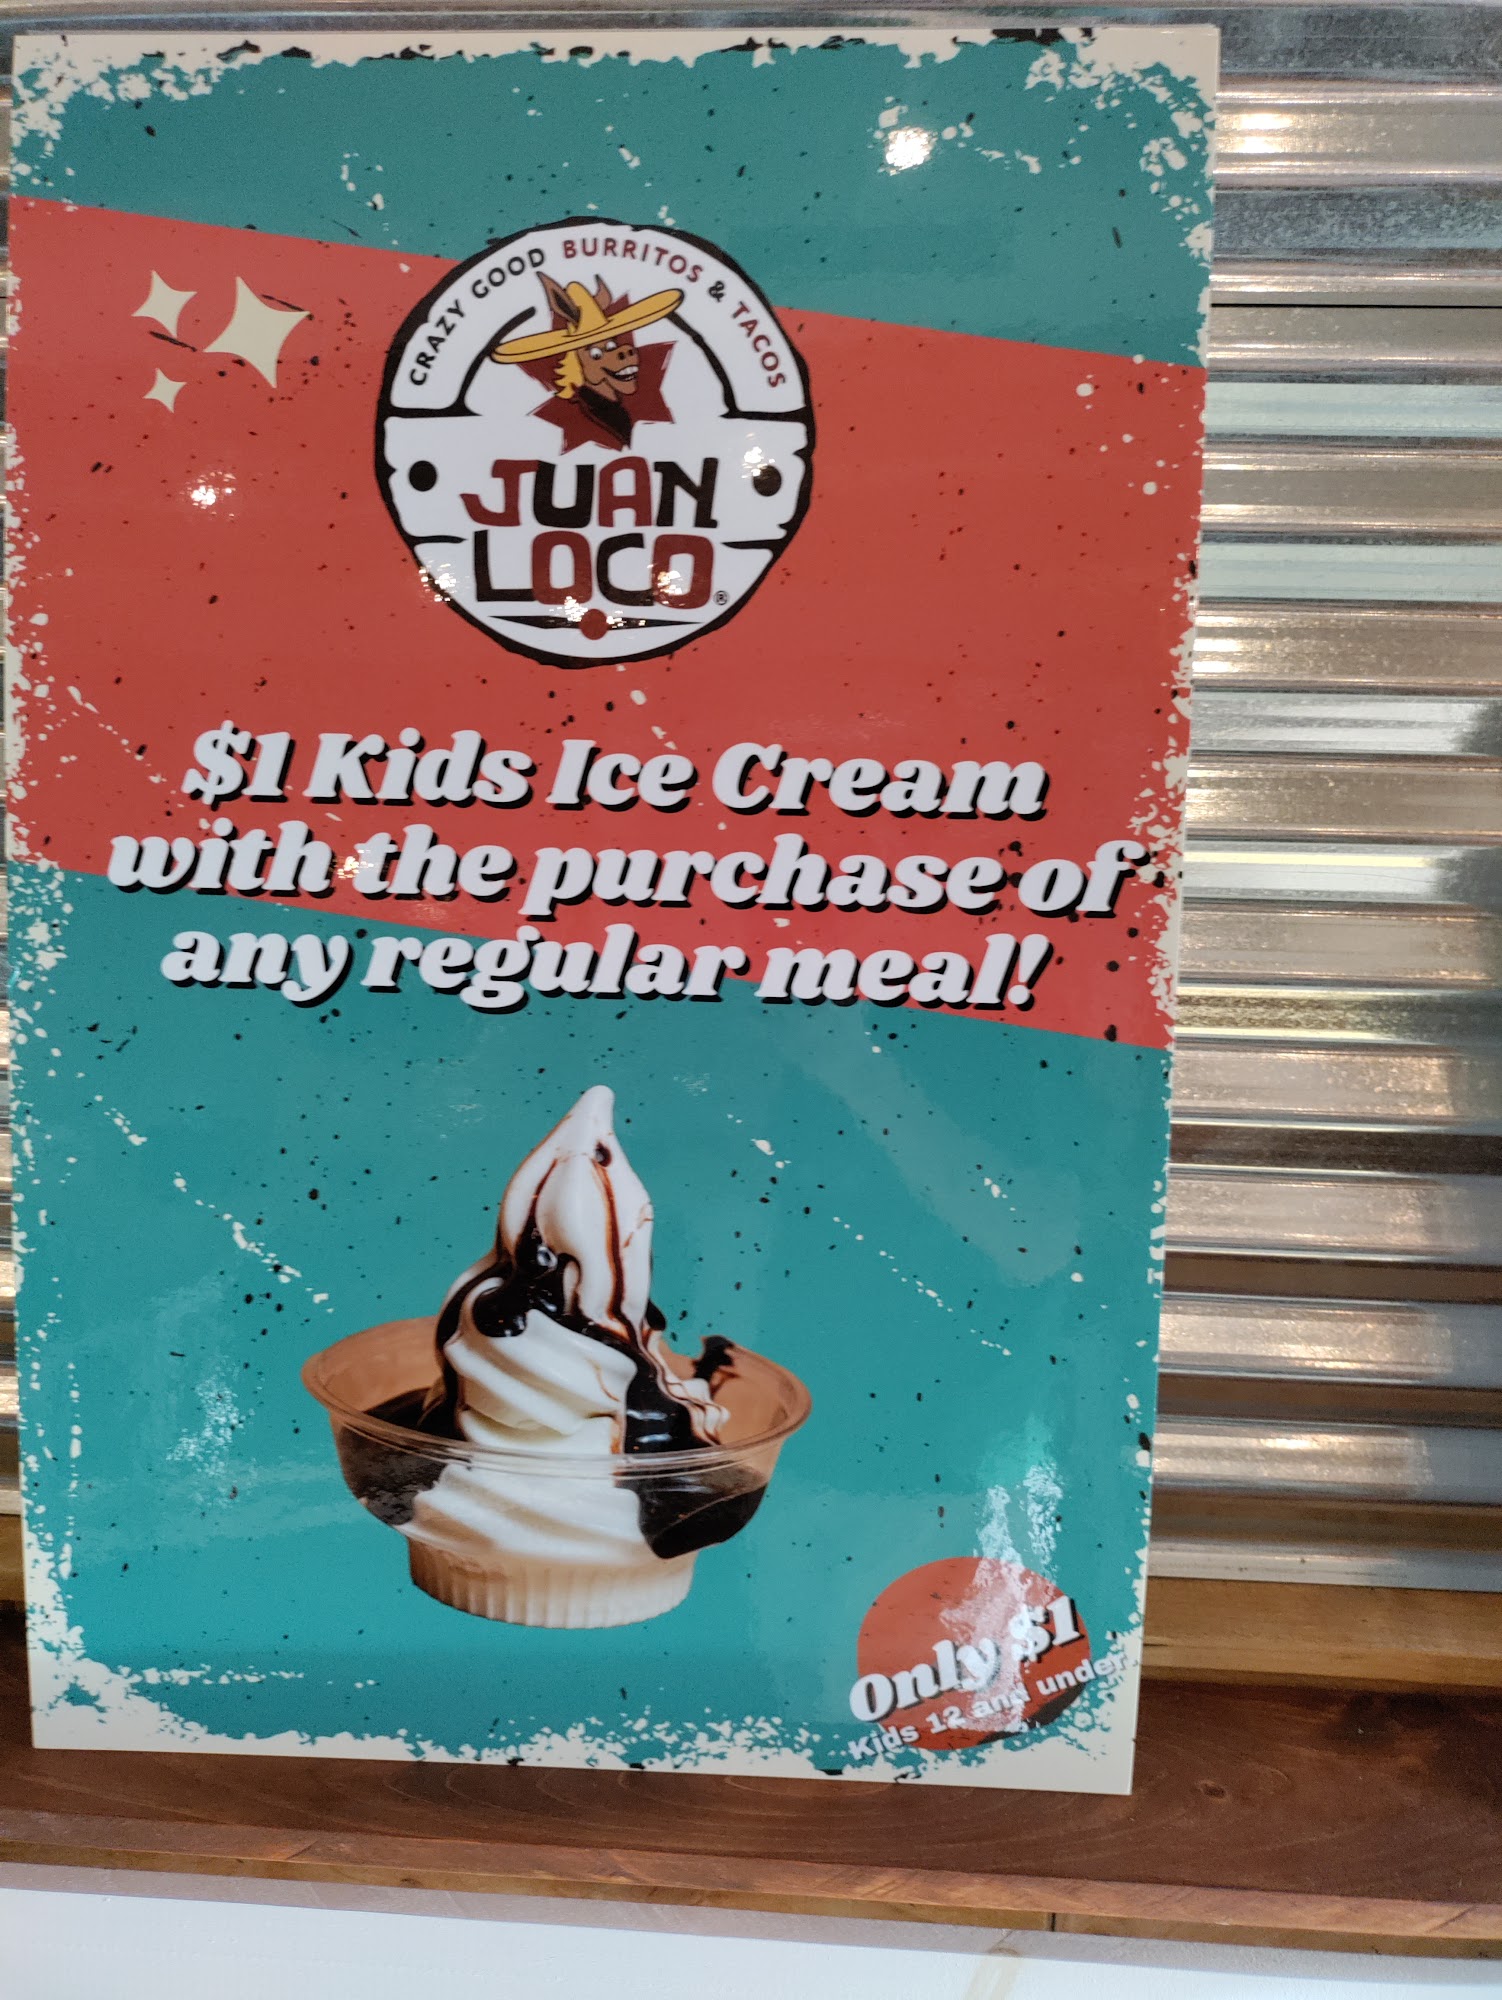 CRAZY GOOD BURRITOS & TACOS
JUAN
LOCO®
$1 Kids Ice Cream
with the purchase of
any regular meal!
Only $1
Kids 12 and under